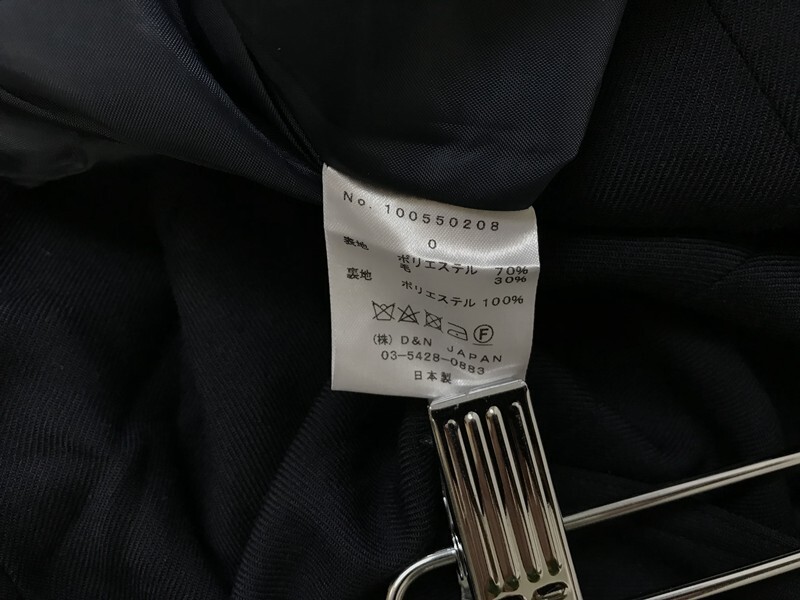 No. 100550208
0
表地 ポリエステル 70%
毛 30%
裏地 ポリエステル 100%
F
(株) D&N JAPAN
03-5428-0883
日本製